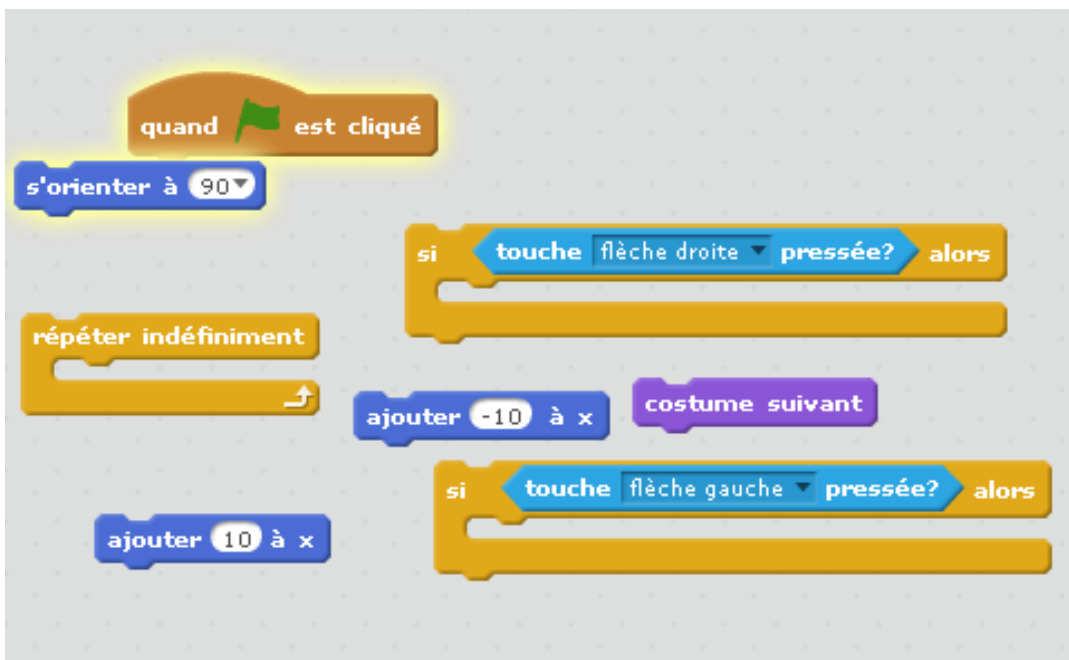 quand est cliqué
s'orienter à 90
si touche flèche droite pressée? alors
répéter indéfiniment
ajouter -10 à x
costume suivant
si touche flèche gauche pressée? alors
ajouter 10 à x